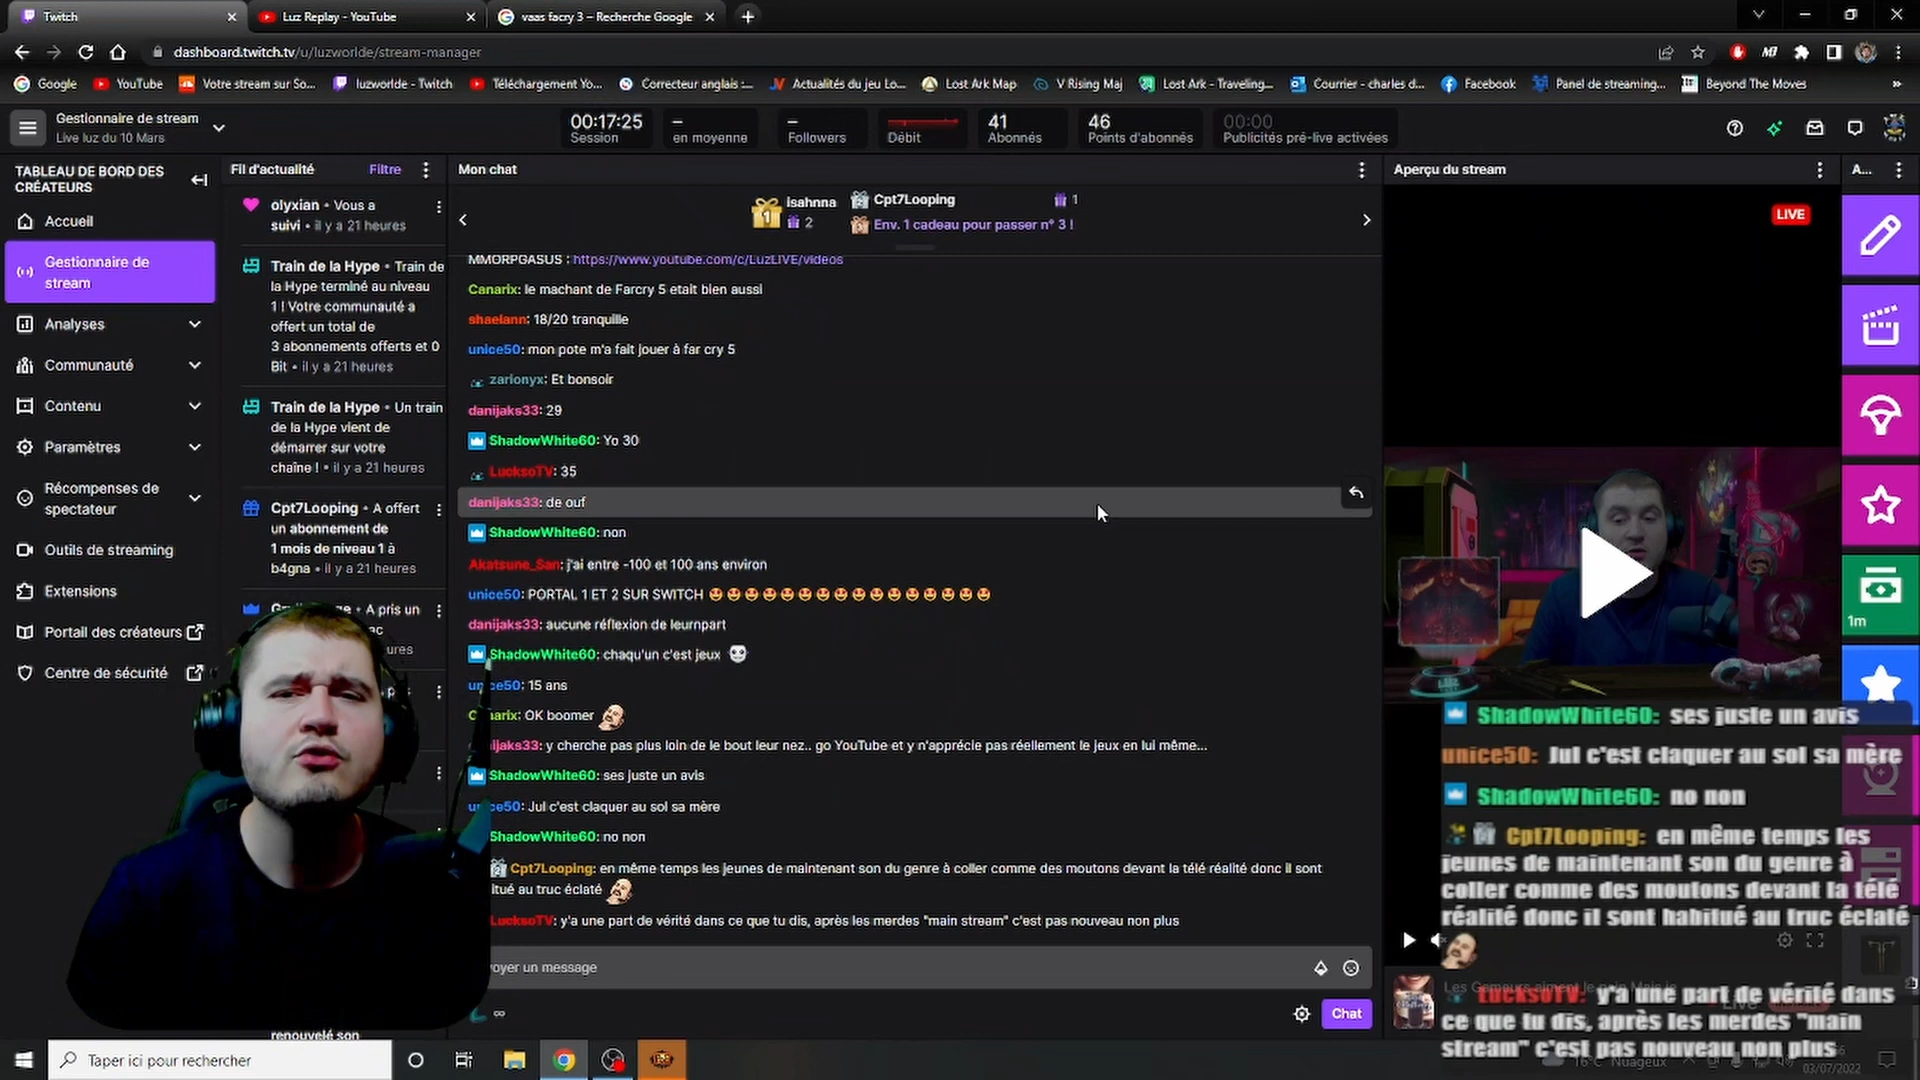 Twitch
Luz Replay - YouTube
vaas facry 3 – Recherche Google
dashboard.twitch.tv/u/luzworlde/stream-manager
Google
YouTube
Votre stream sur So...
luzworlde - Twitch
Téléchargement Yo...
Correcteur anglais :...
Actualités du jeu Lo...
Lost Ark Map
V Rising Maj
Lost Ark - Traveling...
Courrier - charles d...
Facebook
Panel de streaming...
Beyond The Moves
Gestionnaire de stream
Live luz du 10 Mars
00:17:25
Session
–
en moyenne
–
Followers
Débit
41
Abonnés
46
Points d'abonnés
00:00
Publicités pré-live activées
TABLEAU DE BORD DES
CRÉATEURS
Accueil
Gestionnaire de
stream
Analyses
Communauté
Contenu
Paramètres
Récompenses de
spectateur
Outils de streaming
Extensions
Portail des créateurs
Centre de sécurité
Fil d'actualité
Filtre
olyxian • Vous a
suivi • il y a 21 heures
Train de la Hype • Train de
la Hype terminé au niveau
1 ! Votre communauté a
offert un total de
3 abonnements offerts et 0
Bit • il y a 21 heures
Train de la Hype • Un train
de la Hype vient de
démarrer sur votre
chaîne ! • il y a 21 heures
Cpt7Looping • A offert
un abonnement de
1 mois de niveau 1 à
b4gna • il y a 21 heures
• A pris un
renouvelé son
Mon chat
1
isahnna
2
Cpt7Looping
1
Env. 1 cadeau pour passer n° 3 !
MMORPGASUS : https://www.youtube.com/c/LuzLIVE/videos
Canarix: le machant de Farcry 5 etait bien aussi
shaelann: 18/20 tranquille
unice50: mon pote m'a fait jouer à far cry 5
zarionyx: Et bonsoir
danijaks33: 29
ShadowWhite60: Yo 30
LucksoTV: 35
danijaks33: de ouf
ShadowWhite60: non
Akatsune_San: j'ai entre -100 et 100 ans environ
unice50: PORTAL 1 ET 2 SUR SWITCH
danijaks33: aucune réflexion de leurnpart
ShadowWhite60: chaqu'un c'est jeux
unice50: 15 ans
Canarix: OK boomer
danijaks33: y cherche pas plus loin de le bout leur nez.. go YouTube et y n'apprécie pas réellement le jeux en lui même...
ShadowWhite60: ses juste un avis
unice50: Jul c'est claquer au sol sa mère
ShadowWhite60: no non
Cpt7Looping: en même temps les jeunes de maintenant son du genre à coller comme des moutons devant la télé réalité donc il sont
itué au truc éclaté
LucksoTV: y'a une part de vérité dans ce que tu dis, après les merdes "main stream" c'est pas nouveau non plus
oyer un message
Chat
Aperçu du stream
A...
LIVE
1m
ShadowWhite60: ses juste un avis
unice50: Jul c'est claquer au sol sa mère
ShadowWhite60: no non
Cpt7Looping: en même temps les
jeunes de maintenant son du genre à
coller comme des moutons devant la télé
réalité donc il sont habitué au truc éclaté
LucksoTV: y'a une part de vérité dans
ce que tu dis, après les merdes "main
stream" c'est pas nouveau non plus
Taper ici pour rechercher
16°C Nuageux
03/07/2022